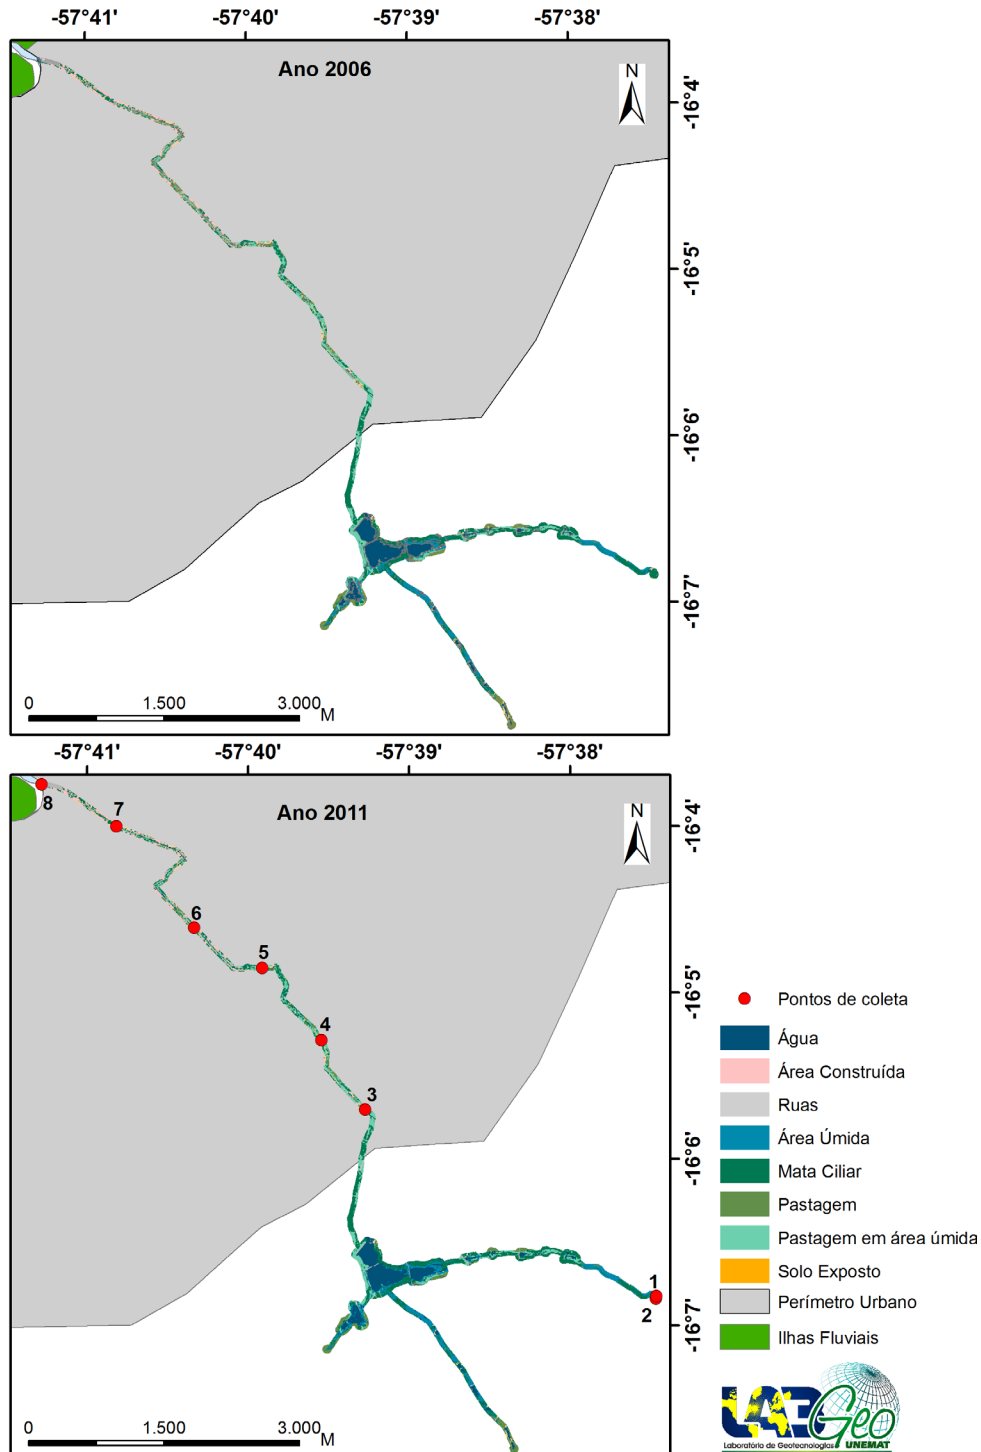 -57°41' -57°40' -57°39' -57°38'
Ano 2006
N
-16°4'
-16°5'
-16°6'
-16°7'
0 1.500 3.000
M
-57°41' -57°40' -57°39' -57°38'
Ano 2011
N
8
7
6
5
4
3
1
2
-16°4'
-16°5'
-16°6'
-16°7'
0 1.500 3.000
M
Pontos de coleta
Água
Área Construída
Ruas
Área Úmida
Mata Ciliar
Pastagem
Pastagem em área úmida
Solo Exposto
Perímetro Urbano
Ilhas Fluviais
LAB Geo
Laboratório de Geotecnologias UNEMAT